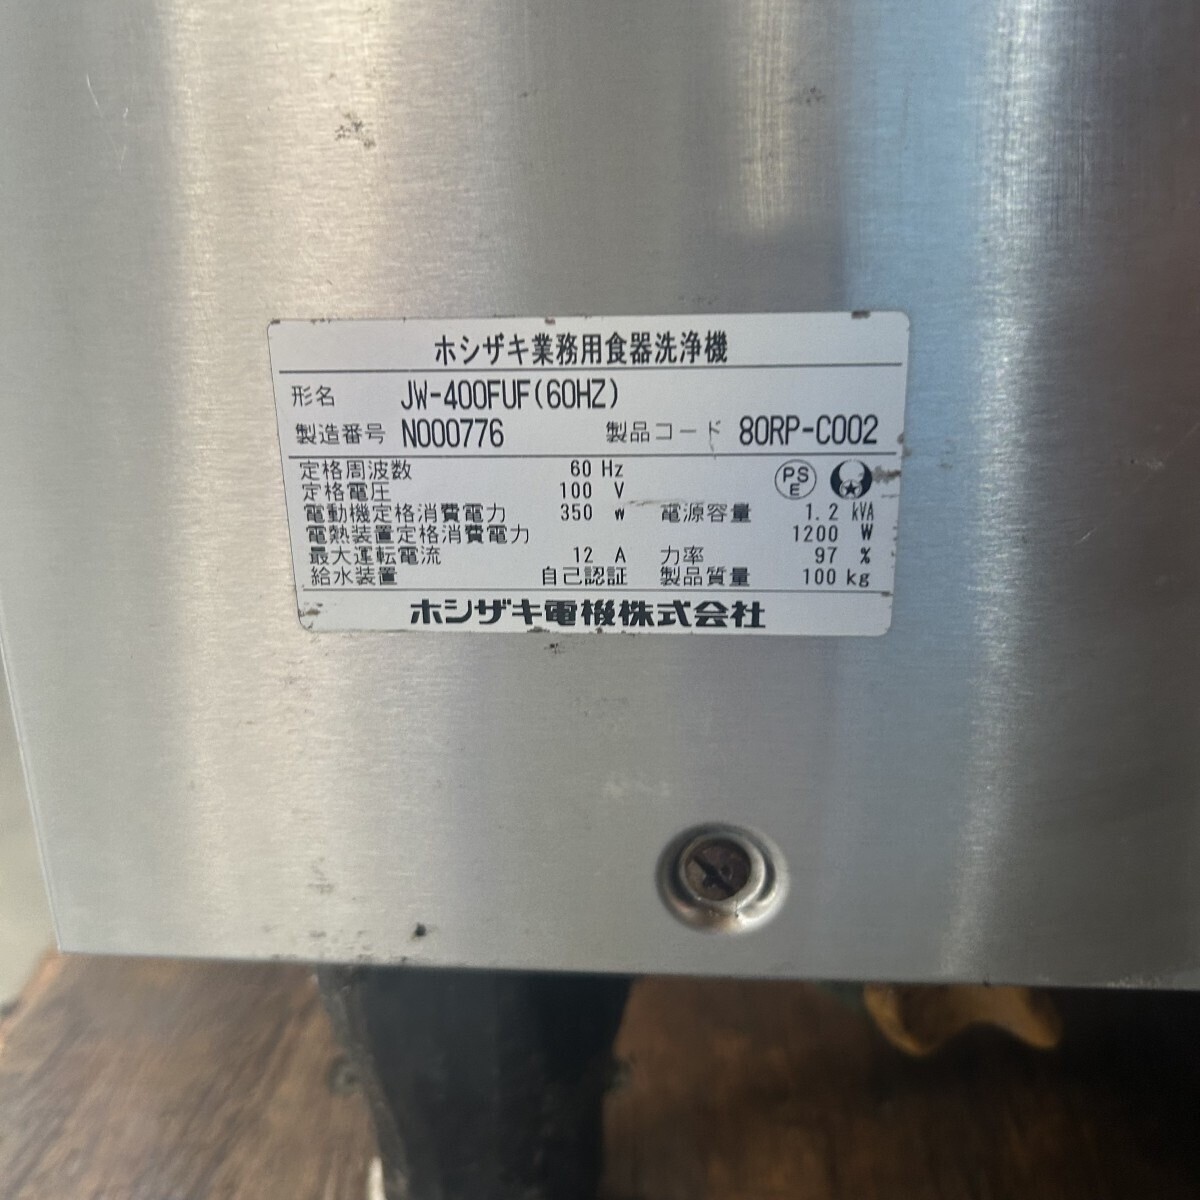 ホシザキ業務用食器洗浄機
形名 JW-400FUF(60HZ)
製造番号 N000776 製品コード 80RP-C002
定格周波数 60 Hz
PS E
定格電圧 100 V
電動機定格消費電力 350 W 電源容量 1.2 kVA
電熱装置定格消費電力 1200 W
最大運転電流 12 A 力率 97 %
給水装置 自己認証 製品質量 100 kg
ホシザキ電機株式会社